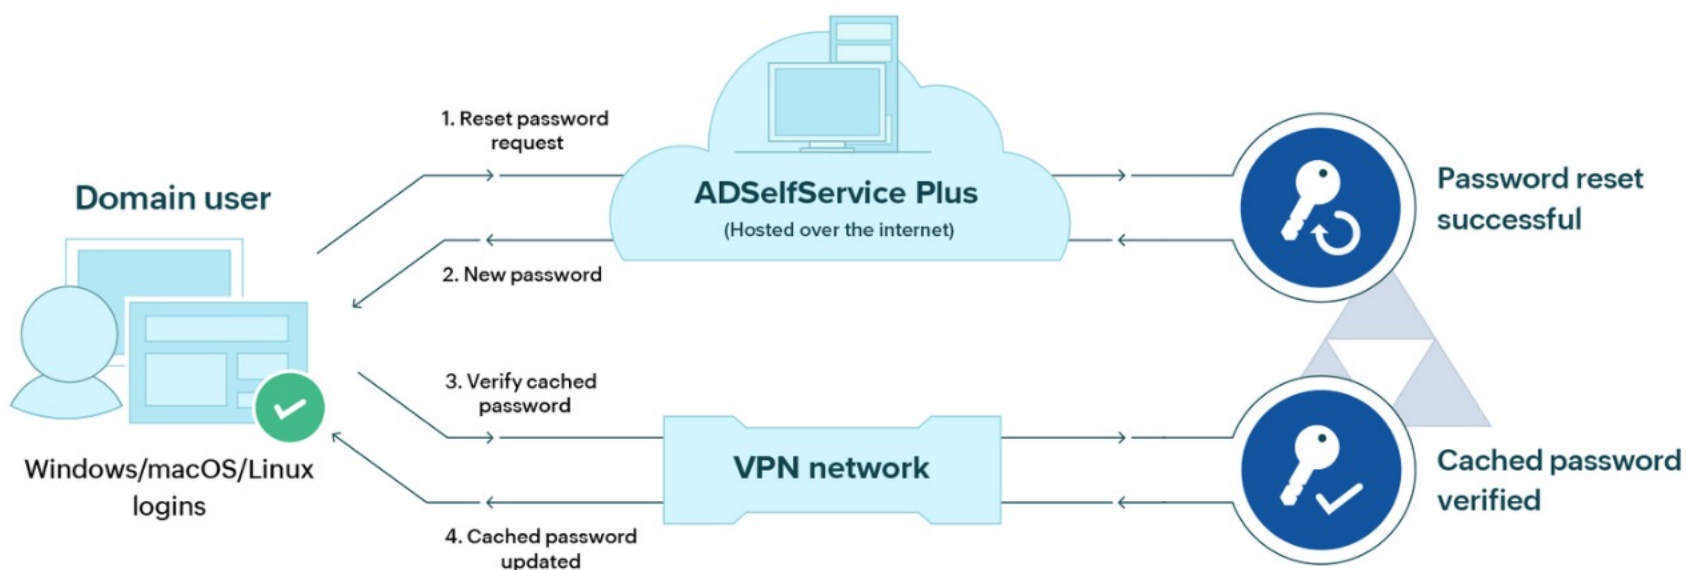 1. Reset password
request
Domain user
ADSelfService Plus
(Hosted over the internet)
Password reset
successful
2. New password
3. Verify cached
password
Windows/macOS/Linux
logins
VPN network
Cached password
verified
4. Cached password
updated